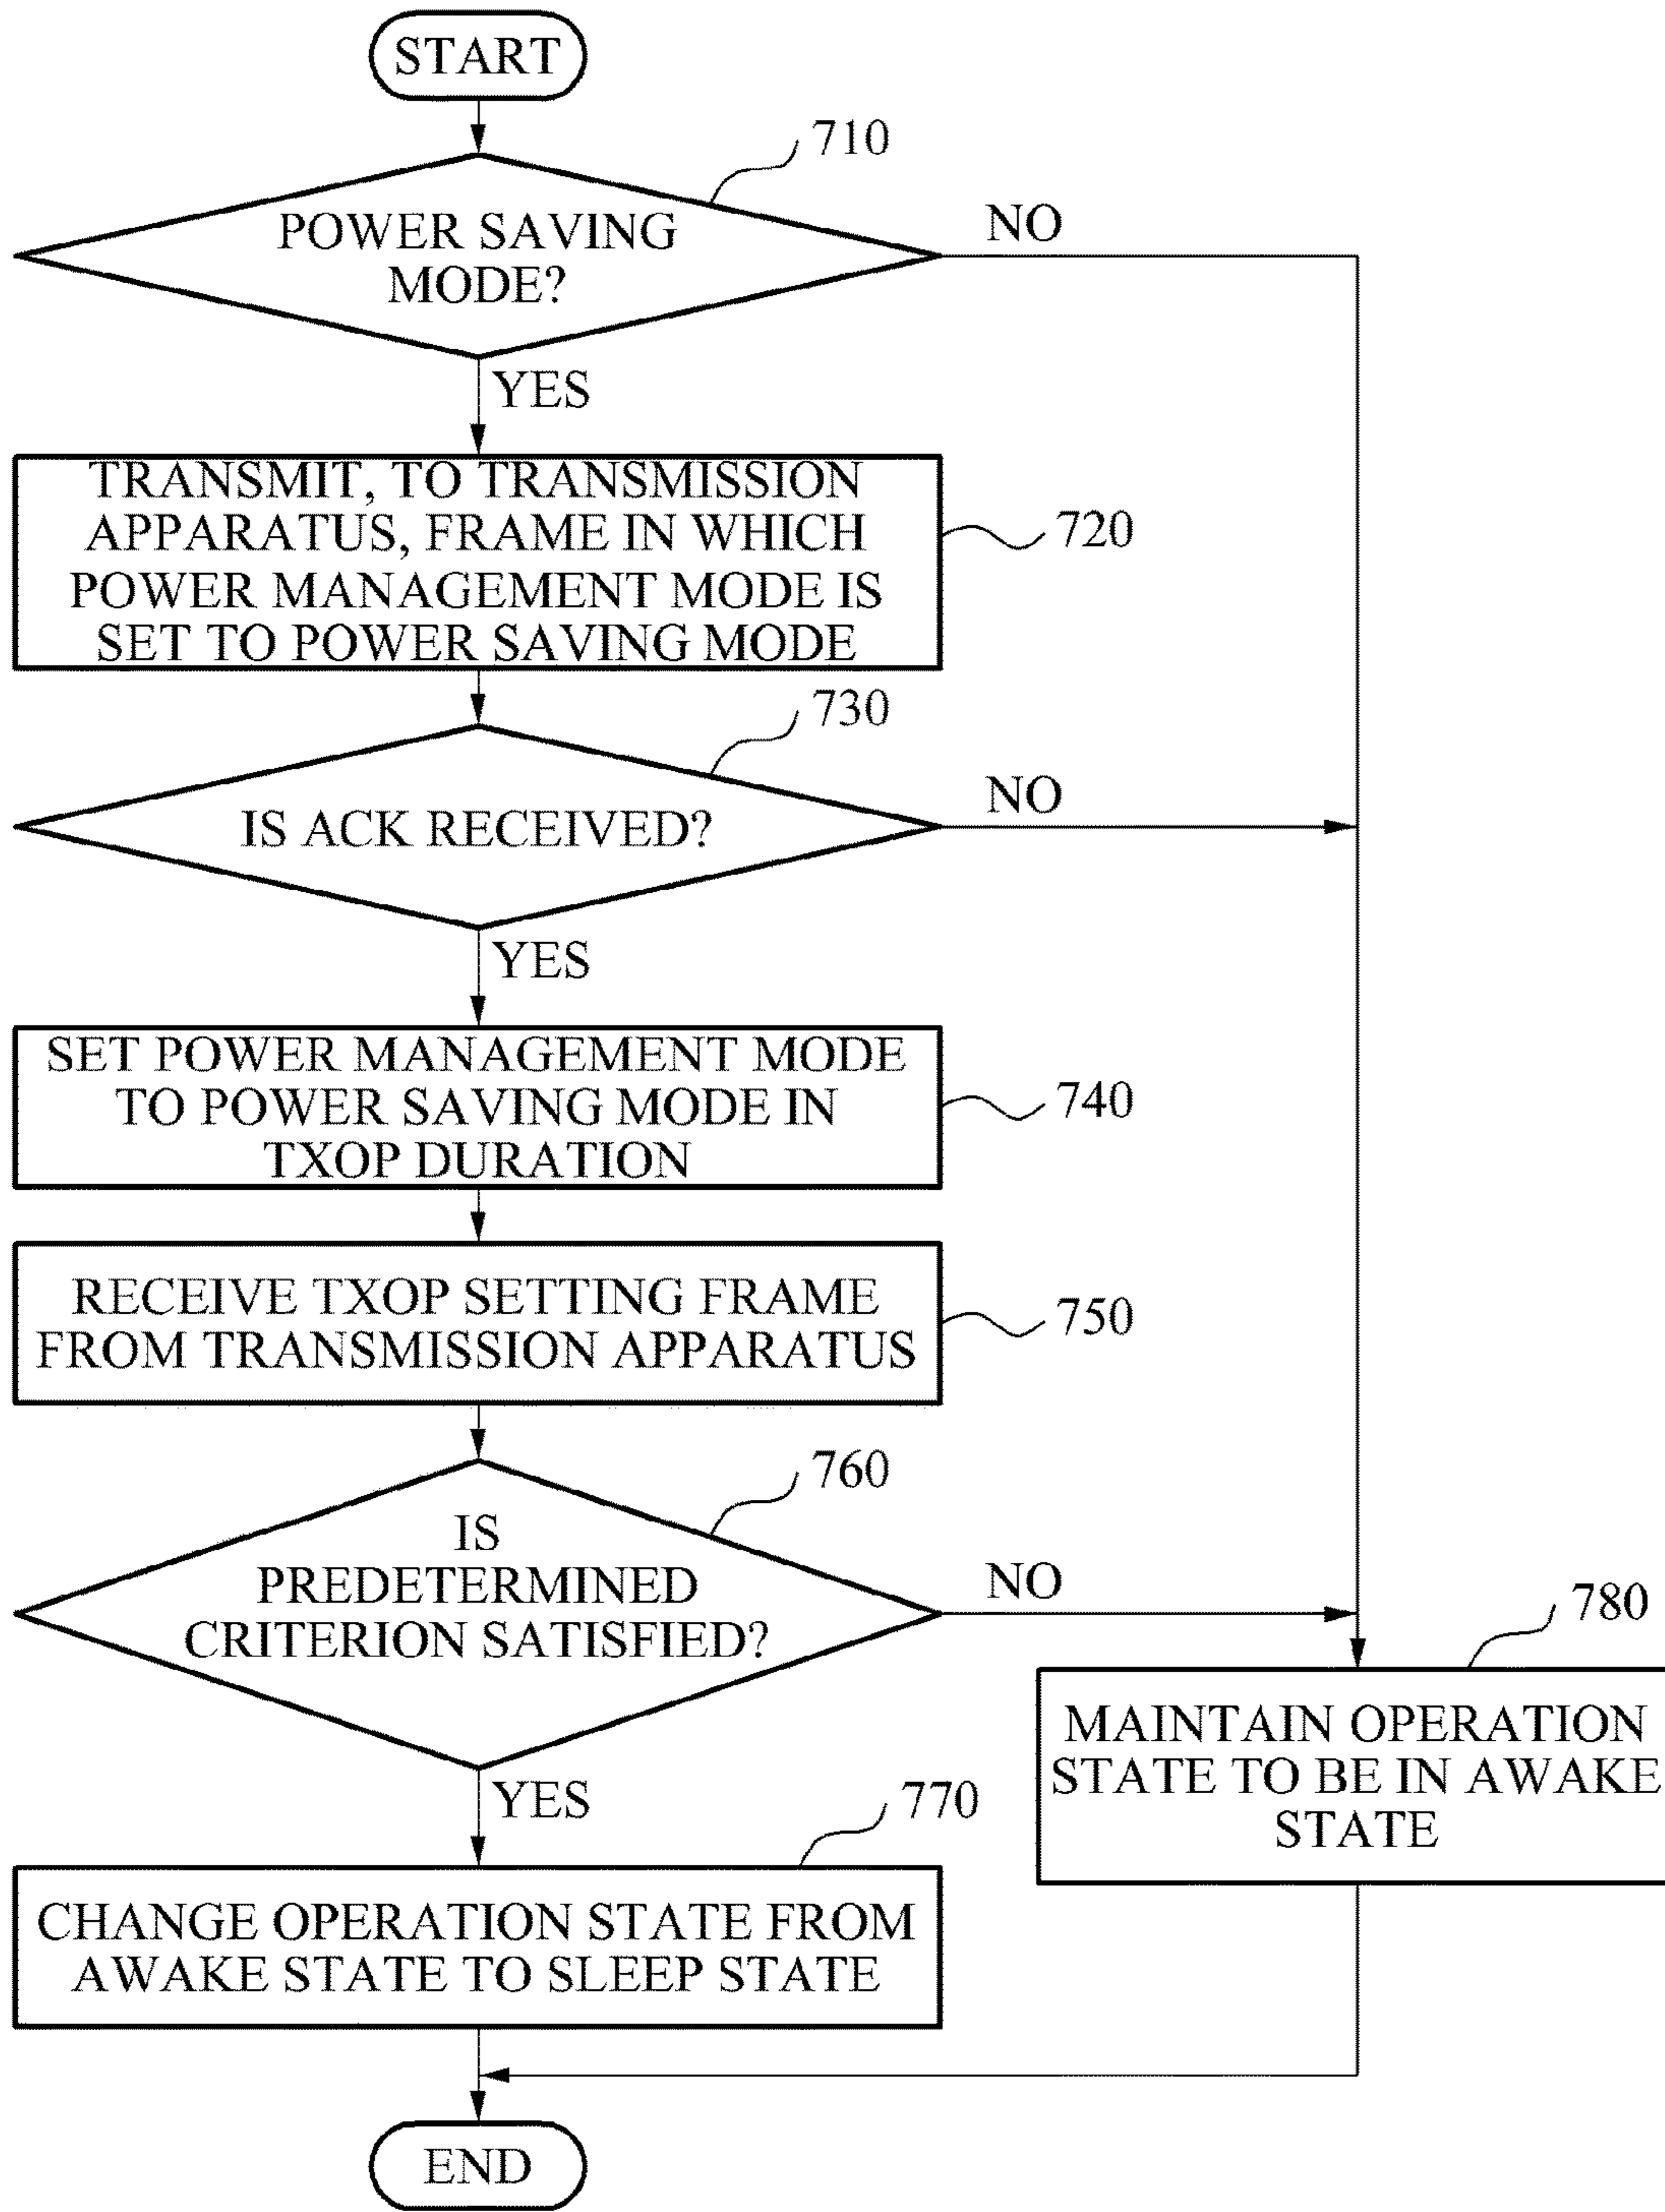 START
710
POWER SAVING
MODE?
NO
YES
TRANSMIT, TO TRANSMISSION
APPARATUS, FRAME IN WHICH
POWER MANAGEMENT MODE IS
SET TO POWER SAVING MODE
720
730
IS ACK RECEIVED?
NO
YES
SET POWER MANAGEMENT MODE
TO POWER SAVING MODE IN
TXOP DURATION
740
RECEIVE TXOP SETTING FRAME
FROM TRANSMISSION APPARATUS
750
760
IS
PREDETERMINED
CRITERION SATISFIED?
NO
YES
780
MAINTAIN OPERATION
STATE TO BE IN AWAKE
STATE
770
CHANGE OPERATION STATE FROM
AWAKE STATE TO SLEEP STATE
END